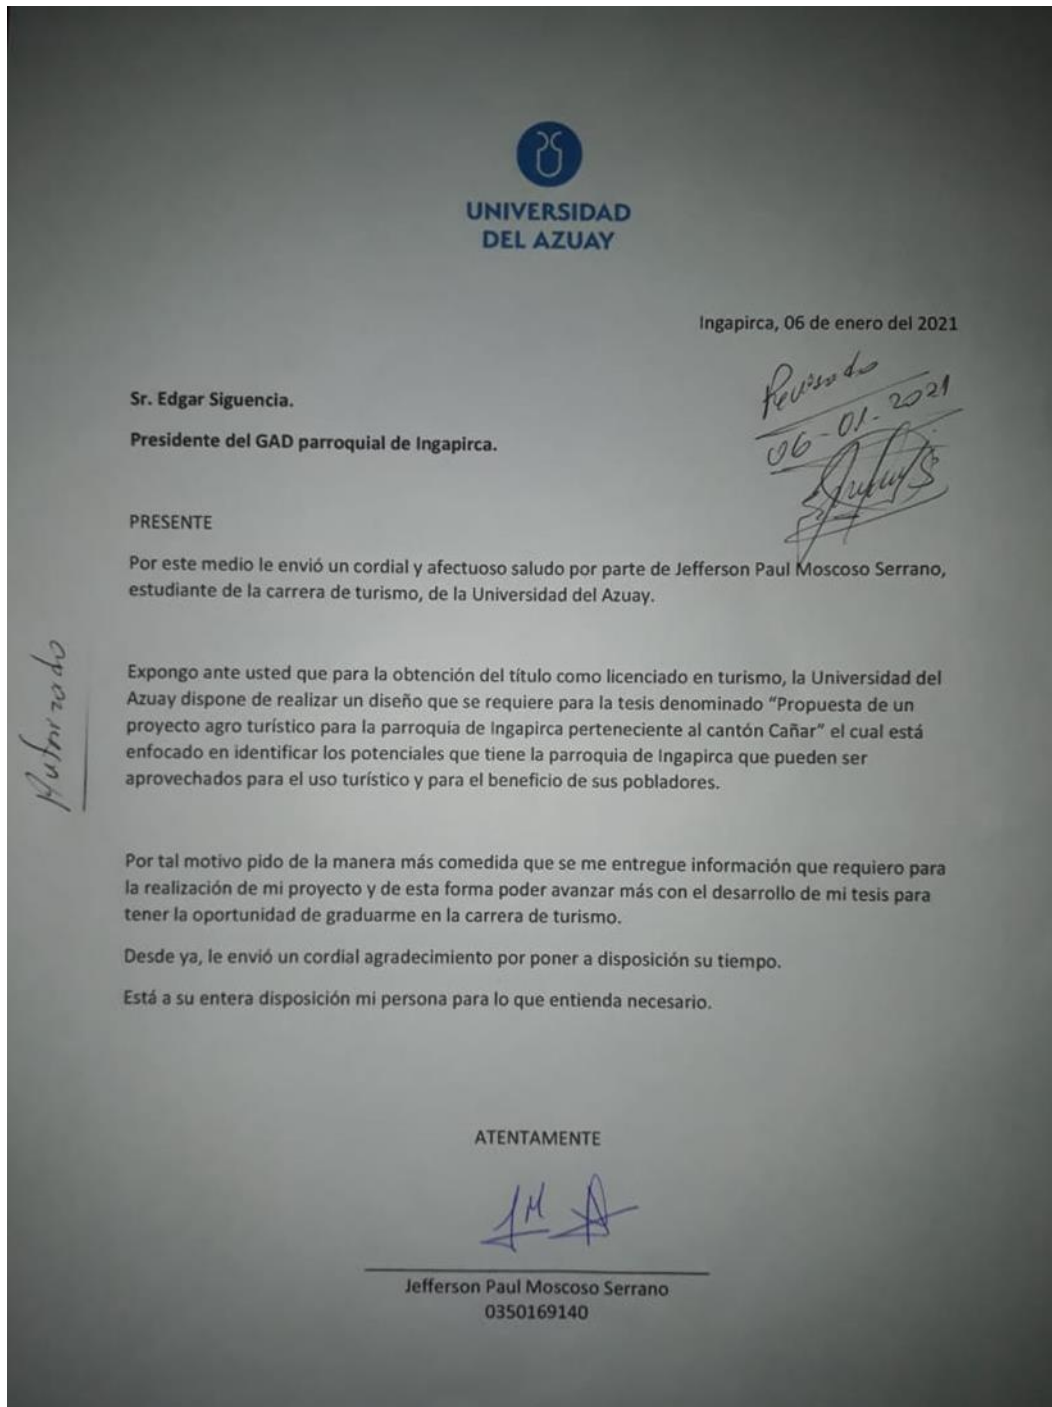 UNIVERSIDAD
DEL AZUAY
Ingapirca, 06 de enero del 2021
Revisado
06-01-2021
Sr. Edgar Siguencia.
Presidente del GAD parroquial de Ingapirca.
PRESENTE
Por este medio le envió un cordial y afectuoso saludo por parte de Jefferson Paul Moscoso Serrano,
estudiante de la carrera de turismo, de la Universidad del Azuay.
Autorizado
Expongo ante usted que para la obtención del título como licenciado en turismo, la Universidad del
Azuay dispone de realizar un diseño que se requiere para la tesis denominado “Propuesta de un
proyecto agro turístico para la parroquia de Ingapirca perteneciente al cantón Cañar” el cual está
enfocado en identificar los potenciales que tiene la parroquia de Ingapirca que pueden ser
aprovechados para el uso turístico y para el beneficio de sus pobladores.
Por tal motivo pido de la manera más comedida que se me entregue información que requiero para
la realización de mi proyecto y de esta forma poder avanzar más con el desarrollo de mi tesis para
tener la oportunidad de graduarme en la carrera de turismo.
Desde ya, le envió un cordial agradecimiento por poner a disposición su tiempo.
Está a su entera disposición mi persona para lo que entienda necesario.
ATENTAMENTE
Jefferson Paul Moscoso Serrano
0350169140